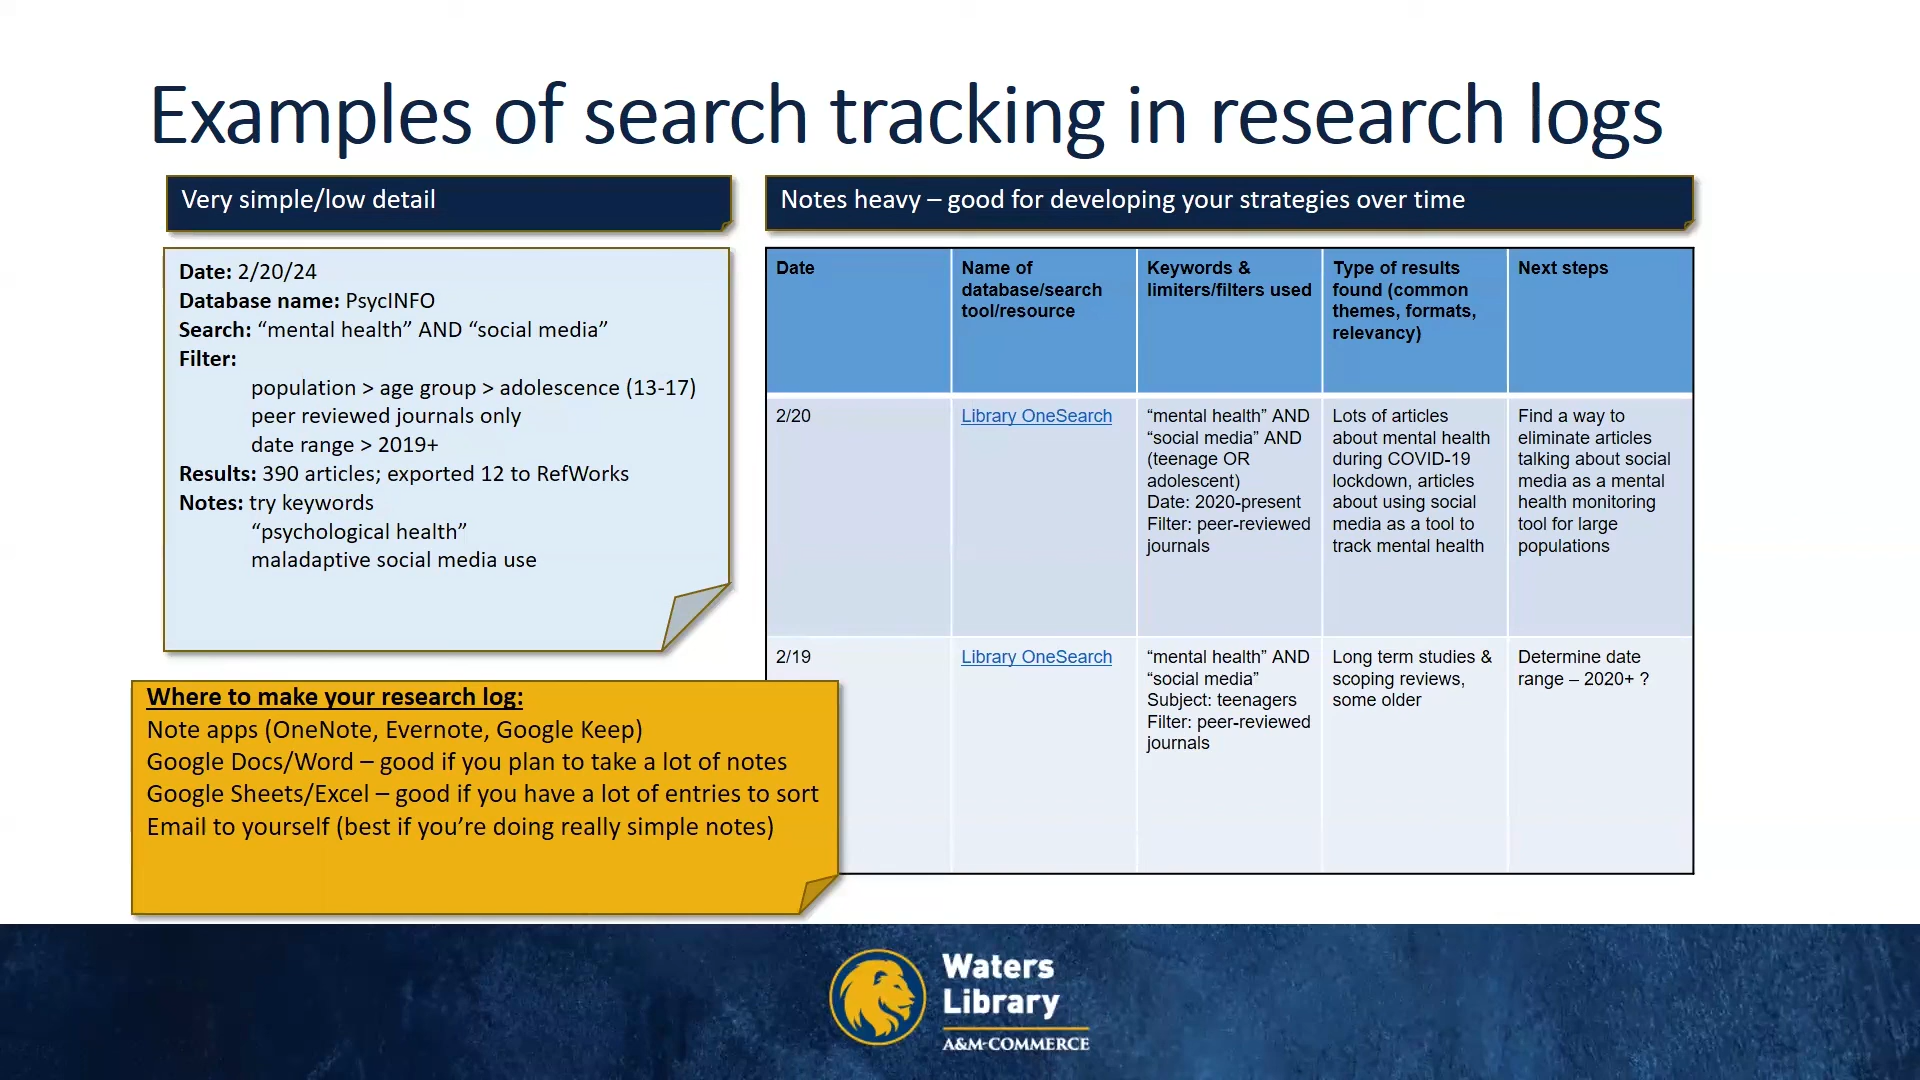 Examples of search tracking in research logs
Very simple/low detail
Date: 2/20/24
Database name: PsycINFO
Search: “mental health” AND “social media”
Filter:
population > age group > adolescence (13-17)
peer reviewed journals only
date range > 2019+
Results: 390 articles; exported 12 to RefWorks
Notes: try keywords
“psychological health”
maladaptive social media use
Where to make your research log:
Note apps (OneNote, Evernote, Google Keep)
Google Docs/Word – good if you plan to take a lot of notes
Google Sheets/Excel – good if you have a lot of entries to sort
Email to yourself (best if you’re doing really simple notes)
Notes heavy – good for developing your strategies over time
Date
Name of
database/search
tool/resource
Keywords &
limiters/filters used
Type of results
found (common
themes, formats,
relevancy)
Next steps
2/20
Library OneSearch
“mental health” AND
“social media” AND
(teenage OR
adolescent)
Date: 2020-present
Filter: peer-reviewed
journals
Lots of articles
about mental health
during COVID-19
lockdown, articles
about using social
media as a tool to
track mental health
Find a way to
eliminate articles
talking about social
media as a mental
health monitoring
tool for large
populations
2/19
Library OneSearch
“mental health” AND
“social media”
Subject: teenagers
Filter: peer-reviewed
journals
Long term studies &
scoping reviews,
some older
Determine date
range – 2020+ ?
Waters
Library
A&M-COMMERCE